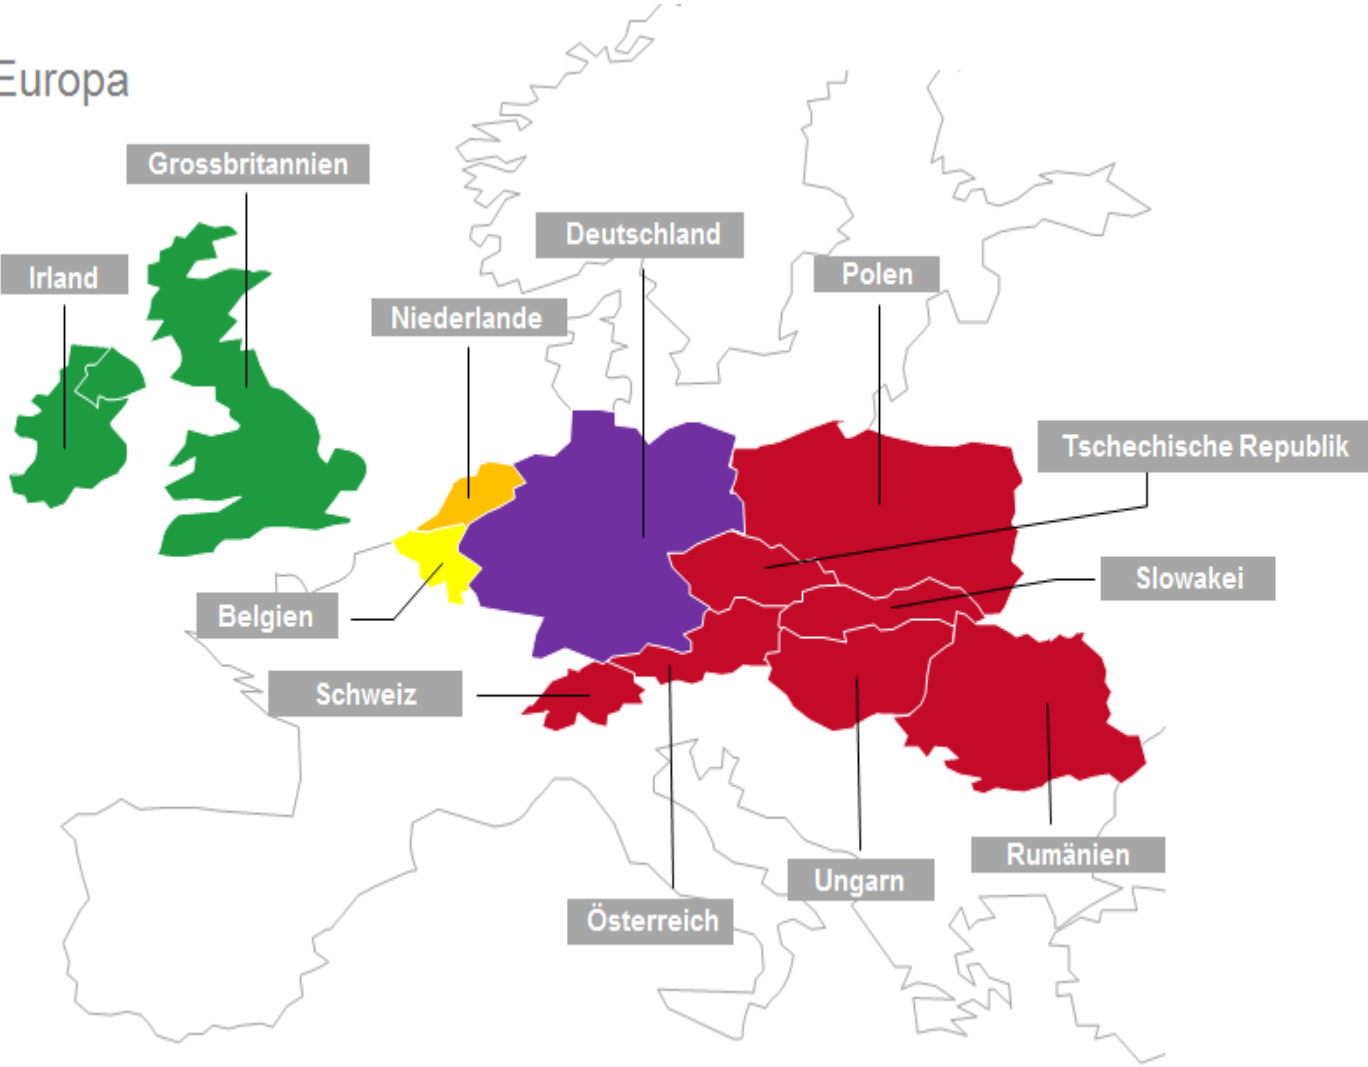 Europa
Grossbritannien
Deutschland
Irland
Polen
Niederlande
Tschechische Republik
Slowakei
Belgien
Schweiz
Rumänien
Ungarn
Österreich